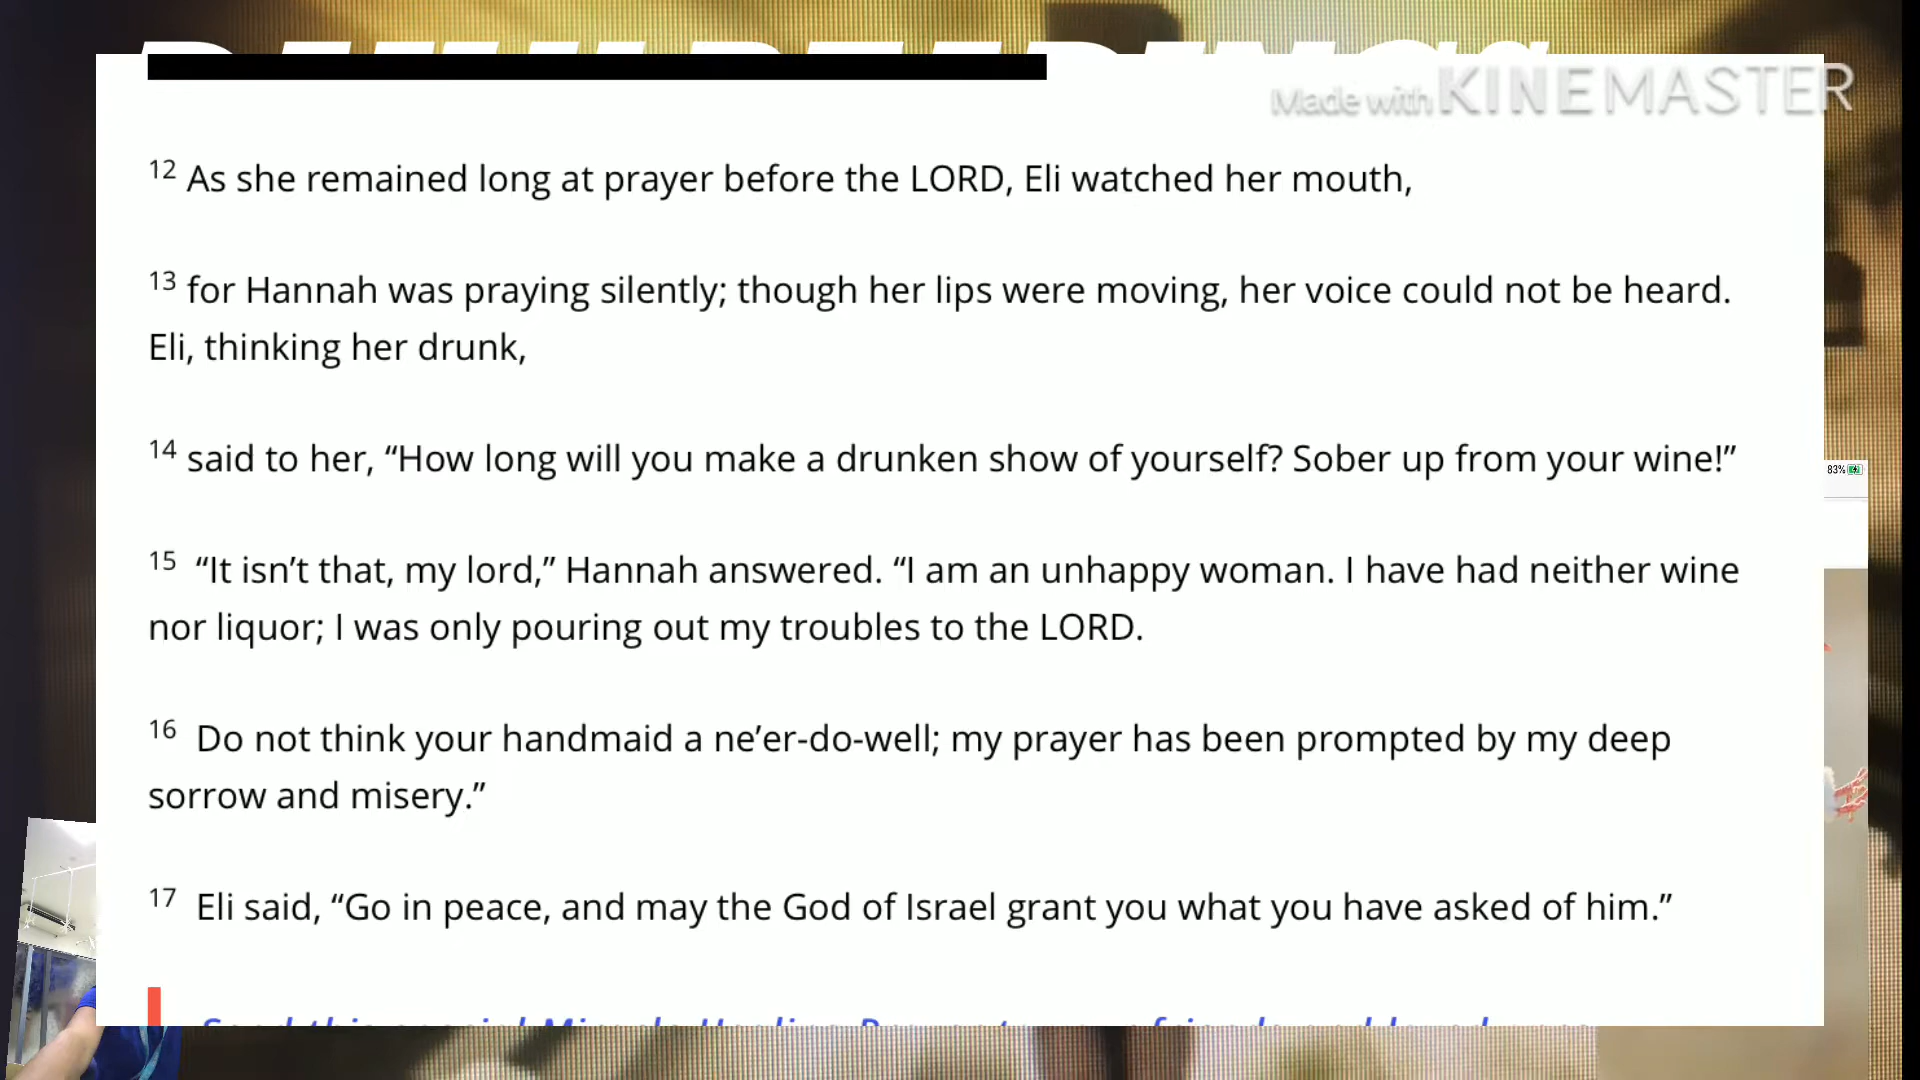 Made with KINEMASTER
12 As she remained long at prayer before the LORD, Eli watched her mouth,
13 for Hannah was praying silently; though her lips were moving, her voice could not be heard.
Eli, thinking her drunk,
14 said to her, “How long will you make a drunken show of yourself? Sober up from your wine!”
83%
15 “It isn’t that, my lord,” Hannah answered. “I am an unhappy woman. I have had neither wine
nor liquor; I was only pouring out my troubles to the LORD.
16 Do not think your handmaid a ne’er-do-well; my prayer has been prompted by my deep
sorrow and misery.”
17 Eli said, “Go in peace, and may the God of Israel grant you what you have asked of him.”